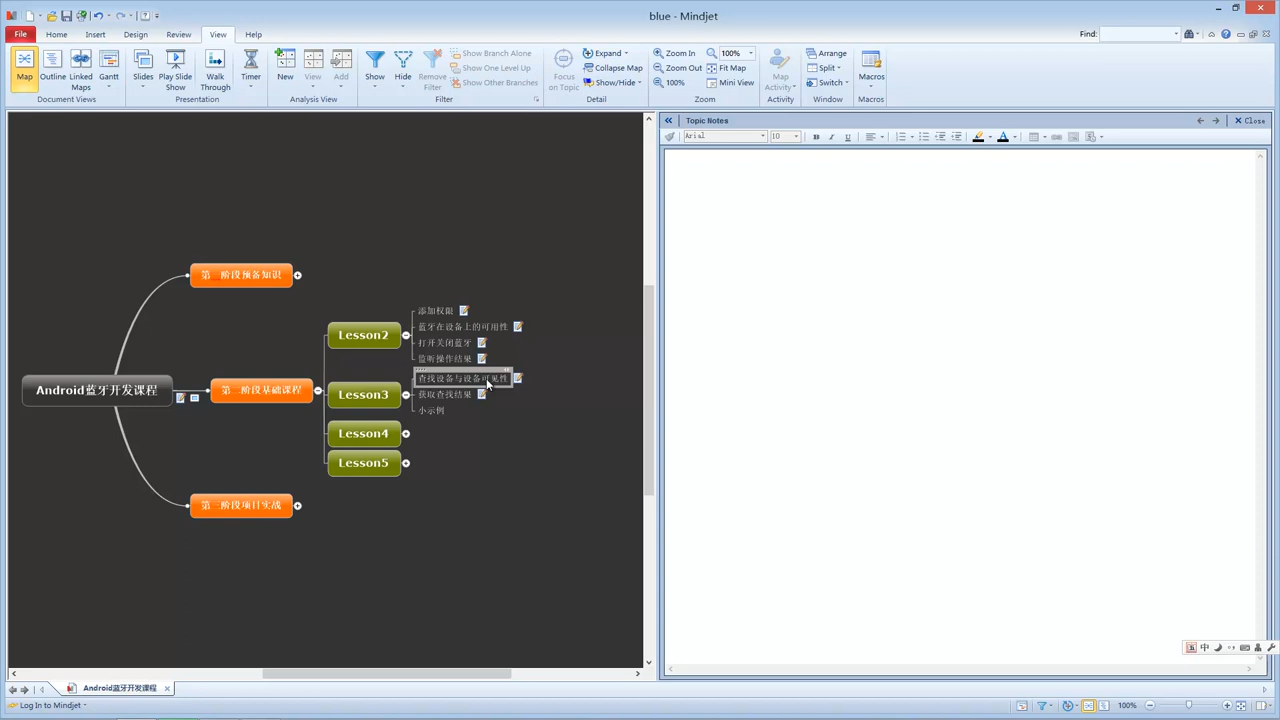 blue - Mindjet
File
Home
Insert
Design
Review
View
Help
Find:
Map
Outline
Linked Maps
Gantt
Document Views
Slides
Play Slide Show
Walk Through
Presentation
Timer
New
View
Add
Analysis View
Show
Hide
Remove Filter
Show Branch Alone
Show One Level Up
Show Other Branches
Filter
Focus on Topic
Expand
Collapse Map
Show/Hide
Detail
Zoom In
Zoom Out
100%
100%
Fit Map
Mini View
Zoom
Map Activity
Activity
Arrange
Split
Switch
Window
Macros
Macros
Topic Notes
Close
Arial
10
第一阶段预备知识
Android蓝牙开发课程
第二阶段基础课程
第三阶段项目实战
Lesson2
添加权限
蓝牙在设备上的可用性
打开关闭蓝牙
监听操作结果
Lesson3
查找设备与设备可见性
获取查找结果
小示例
Lesson4
Lesson5
中
Android蓝牙开发课程
Log In to Mindjet
100%